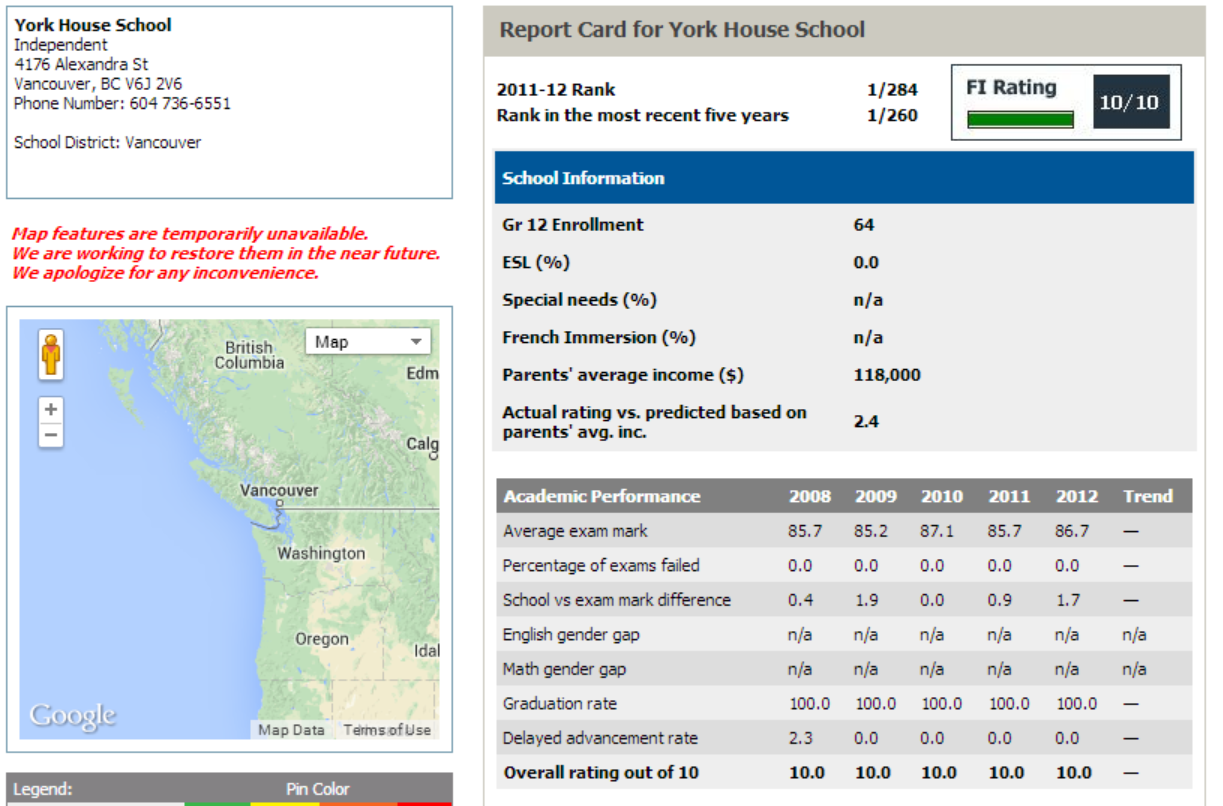 York House School
Independent
4176 Alexandra St
Vancouver, BC V6J 2V6
Phone Number: 604 736-6551
School District: Vancouver
Map features are temporarily unavailable.
We are working to restore them in the near future.
We apologize for any inconvenience.
Map
British
Columbia
Edm
Calg
Vancouver
Washington
Oregon
Idal
Google
Map Data Terms of Use
Legend: Pin Color
Report Card for York House School
2011-12 Rank 1/284
Rank in the most recent five years 1/260
FI Rating 10/10
School Information
Gr 12 Enrollment 64
ESL (%) 0.0
Special needs (%) n/a
French Immersion (%) n/a
Parents' average income ($) 118,000
Actual rating vs. predicted based on
parents' avg. inc. 2.4
Academic Performance 2008 2009 2010 2011 2012 Trend
Average exam mark 85.7 85.2 87.1 85.7 86.7 —
Percentage of exams failed 0.0 0.0 0.0 0.0 0.0 —
School vs exam mark difference 0.4 1.9 0.0 0.9 1.7 —
English gender gap n/a n/a n/a n/a n/a n/a
Math gender gap n/a n/a n/a n/a n/a n/a
Graduation rate 100.0 100.0 100.0 100.0 100.0 —
Delayed advancement rate 2.3 0.0 0.0 0.0 0.0 —
Overall rating out of 10 10.0 10.0 10.0 10.0 10.0 —